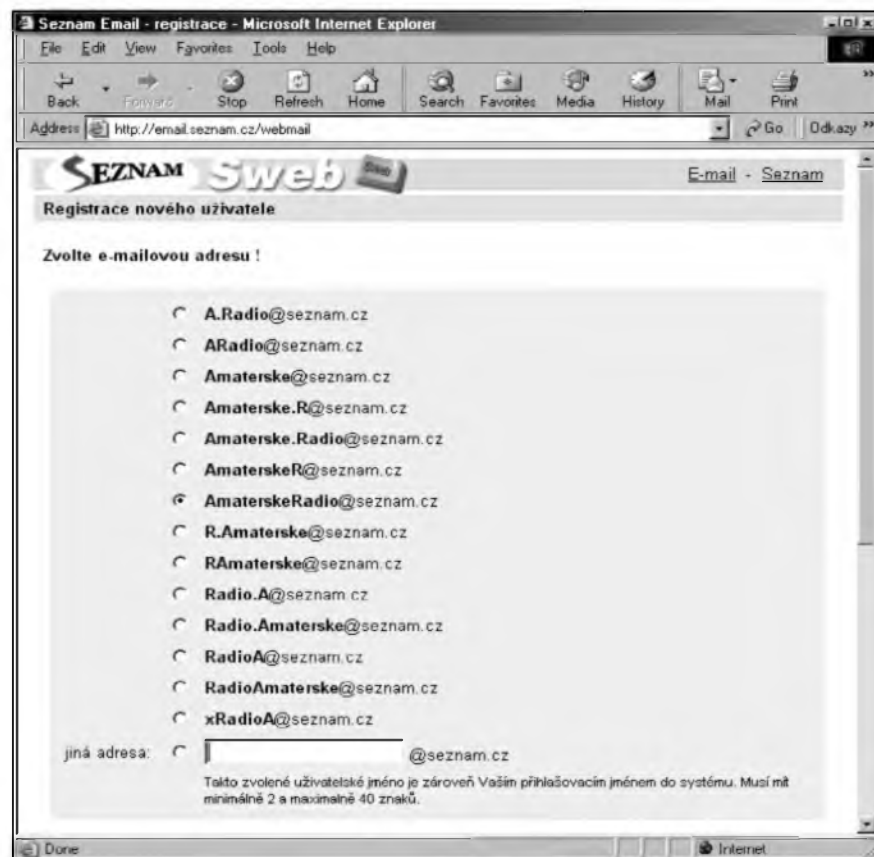 Seznam Email - registrace - Microsoft Internet Explorer
File Edit View Favorites Tools Help
Back Forward Stop Refresh Home Search Favorites Media History Mail Print »
Address http://email.seznam.cz/webmail Go Odkazy »
SEZNAM Sweb E-mail - Seznam
Registrace nového uživatele
Zvolte e-mailovou adresu !
A.Radio@seznam.cz
ARadio@seznam.cz
Amaterske@seznam.cz
Amaterske.R@seznam.cz
Amaterske.Radio@seznam.cz
AmaterskeR@seznam.cz
AmaterskeRadio@seznam.cz
R.Amaterske@seznam.cz
RAmaterske@seznam.cz
Radio.A@seznam.cz
Radio.Amaterske@seznam.cz
RadioA@seznam.cz
RadioAmaterske@seznam.cz
xRadioA@seznam.cz
jiná adresa: @seznam.cz
Takto zvolené uživatelské jméno je zároveň Vaším přihlašovacím jménem do systému. Musí mít
minimálně 2 a maximalně 40 znaků.
Done Internet